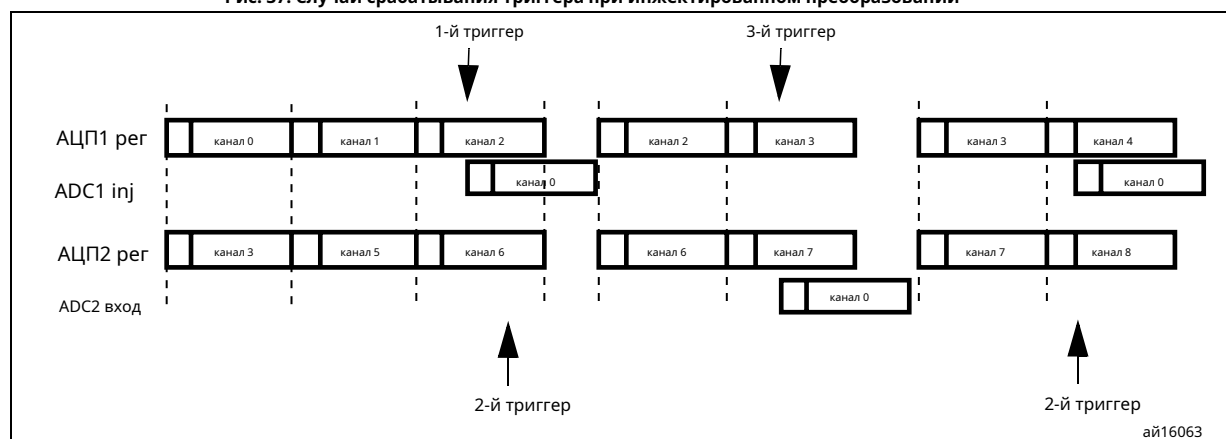 Рис. 37. Случай срабатывания триггера при инжектированном преобразовании
1-й триггер 3-й триггер
АЦП1 рег канал 0 канал 1 канал 2 канал 2 канал 3 канал 3 канал 4
ADC1 inj канал 0 канал 0
АЦП2 рег канал 3 канал 5 канал 6 канал 6 канал 7 канал 7 канал 8
ADC2 вход канал 0
2-й триггер 2-й триггер
ай16063